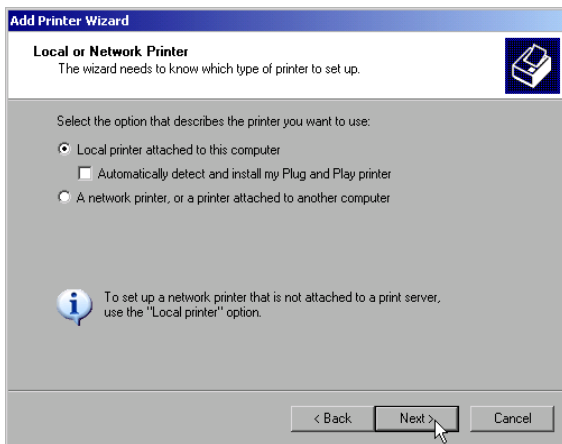 Add Printer Wizard
Local or Network Printer
The wizard needs to know which type of printer to set up.
Select the option that describes the printer you want to use:
Local printer attached to this computer
Automatically detect and install my Plug and Play printer
A network printer, or a printer attached to another computer
To set up a network printer that is not attached to a print server,
use the "Local printer" option.
< Back Next > Cancel